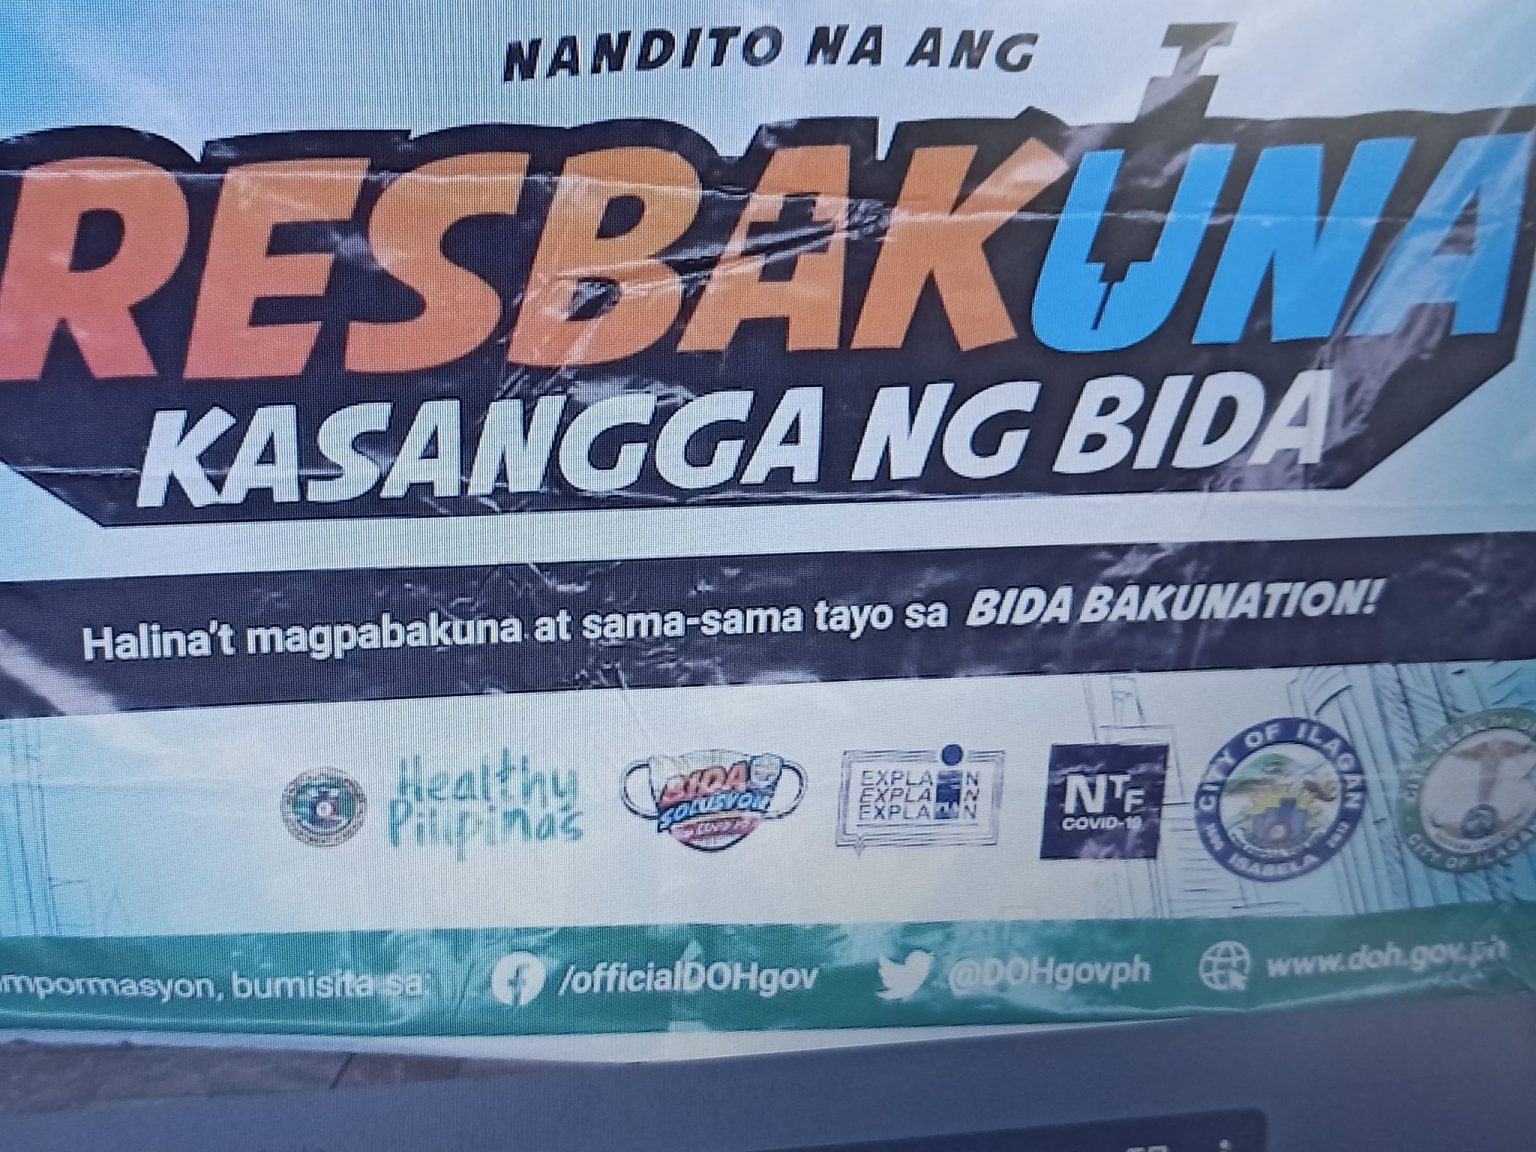 NANDITO NA ANG
RESBAKUNA
KASANGGA NG BIDA
Halina't magpabakuna at sama-sama tayo sa BIDA BAKUNATION!
Healthy
Pilipinas
BIDA
SOLUSYON
EXPLAIN
EXPLAIN
EXPLAIN
NTF
COVID-19
CITY OF ILAGAN
ISABELA
CITY OF ILAGAN
mpormasyon, bumisita sa: /officialDOHgov @DOHgovph www.doh.gov.ph